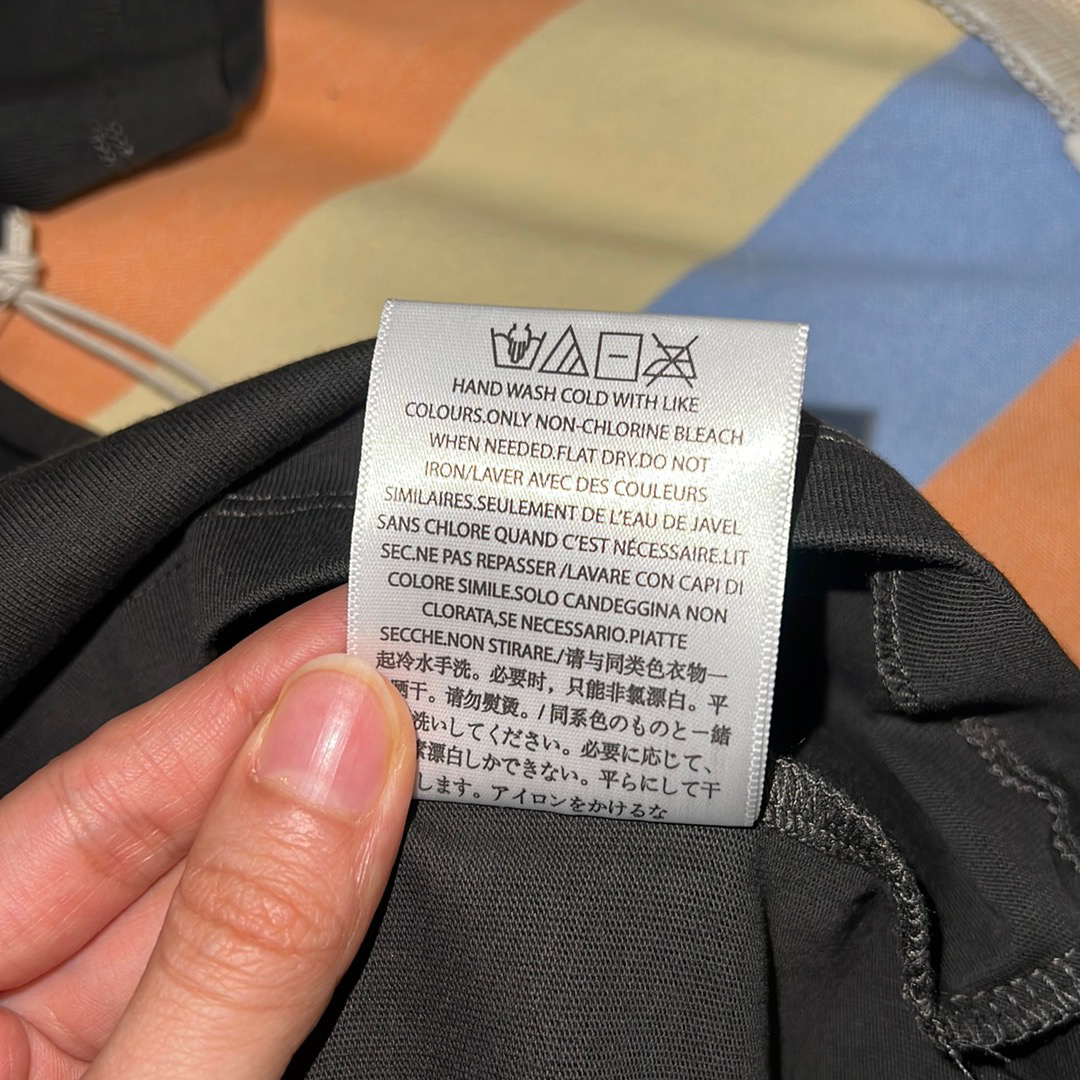 HAND WASH COLD WITH LIKE
COLOURS.ONLY NON-CHLORINE BLEACH
WHEN NEEDED.FLAT DRY.DO NOT
IRON/LAVER AVEC DES COULEURS
SIMILAIRES.SEULEMENT DE L'EAU DE JAVEL
SANS CHLORE QUAND C'EST NÉCESSAIRE.LIT
SEC.NE PAS REPASSER /LAVARE CON CAPI DI
COLORE SIMILE.SOLO CANDEGGINA NON
CLORATA,SE NECESSARIO.PIATTE
SECCHE.NON STIRARE./请与同类色衣物一
起冷水手洗。必要时，只能非氯漂白。平
晒干。请勿熨烫。/ 同系色のものと一緒
洗いしてください。必要に応じて、
素漂白しかできない。平らにして干
します。アイロンをかけるな